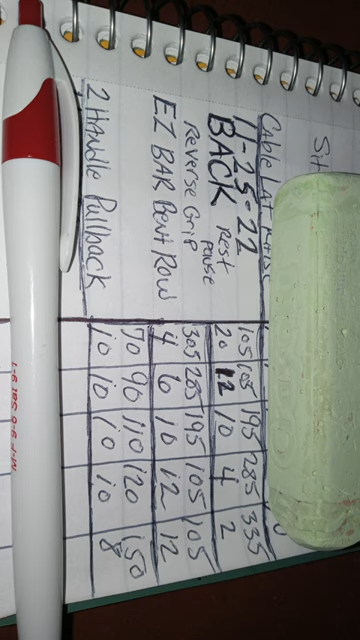 Cable Lat
11-25-22
BACK Rest pause
105 105 195 285 335
20 12 10 4 2
Reverse Grip
EZ BAR Bent Row
305 285 195 105 105
4 6 10 12 12
2 Handle Pullback
70 90 110 120 150
10 10 10 10 8